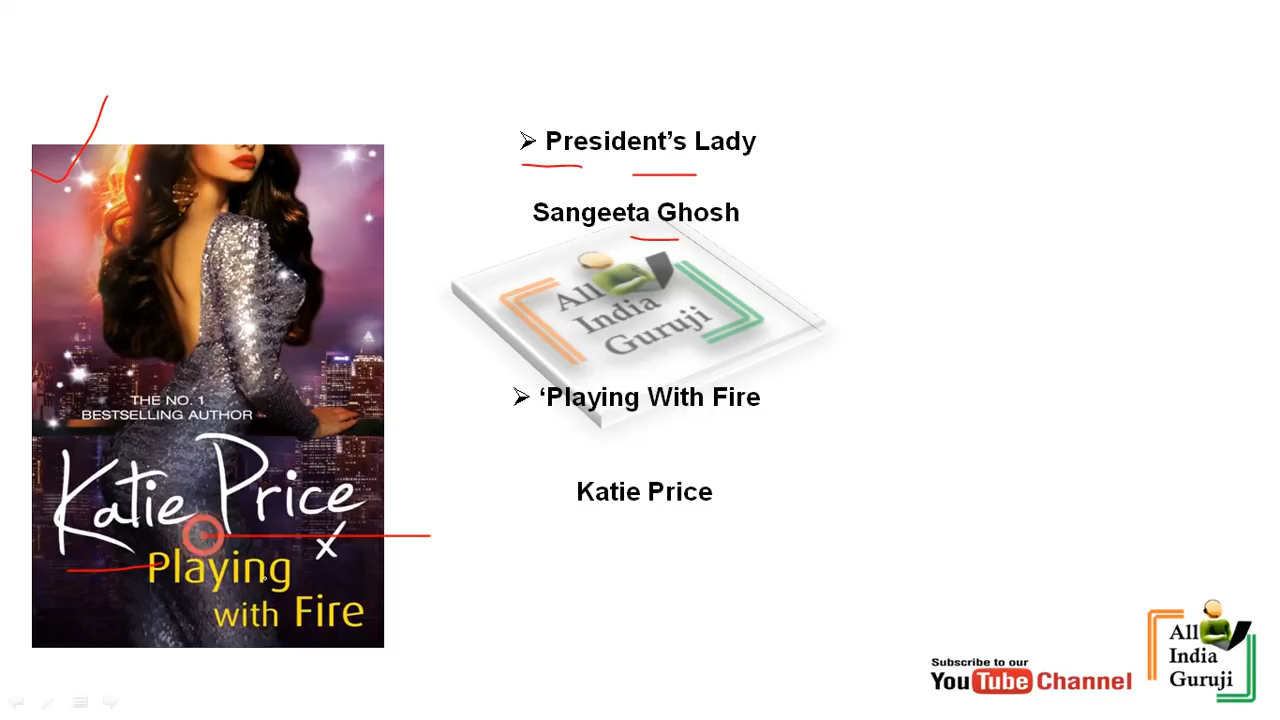 ➢ President’s Lady
Sangeeta Ghosh
All
India
Guruji
➢ ‘Playing With Fire
Katie Price
THE NO. 1
BESTSELLING AUTHOR
Katie Price
x
Playing
with Fire
Subscribe to our
YouTube Channel
All
India
Guruji